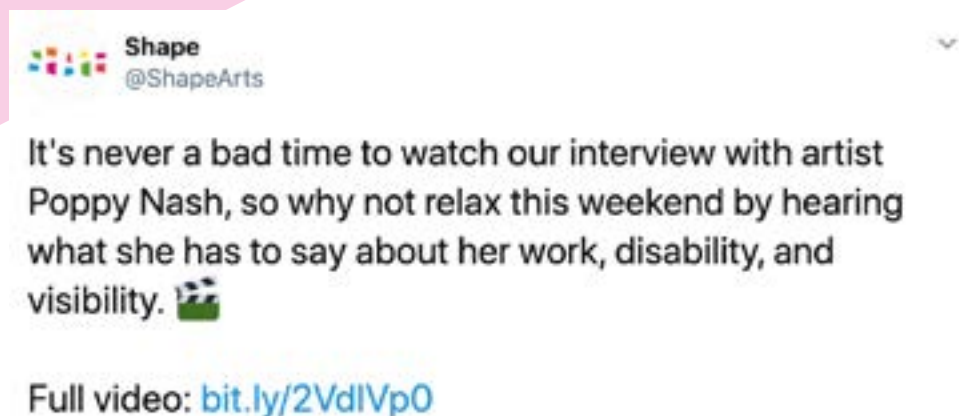 Shape
@ShapeArts
It's never a bad time to watch our interview with artist
Poppy Nash, so why not relax this weekend by hearing
what she has to say about her work, disability, and
visibility. 🎬
Full video: bit.ly/2VdlVp0